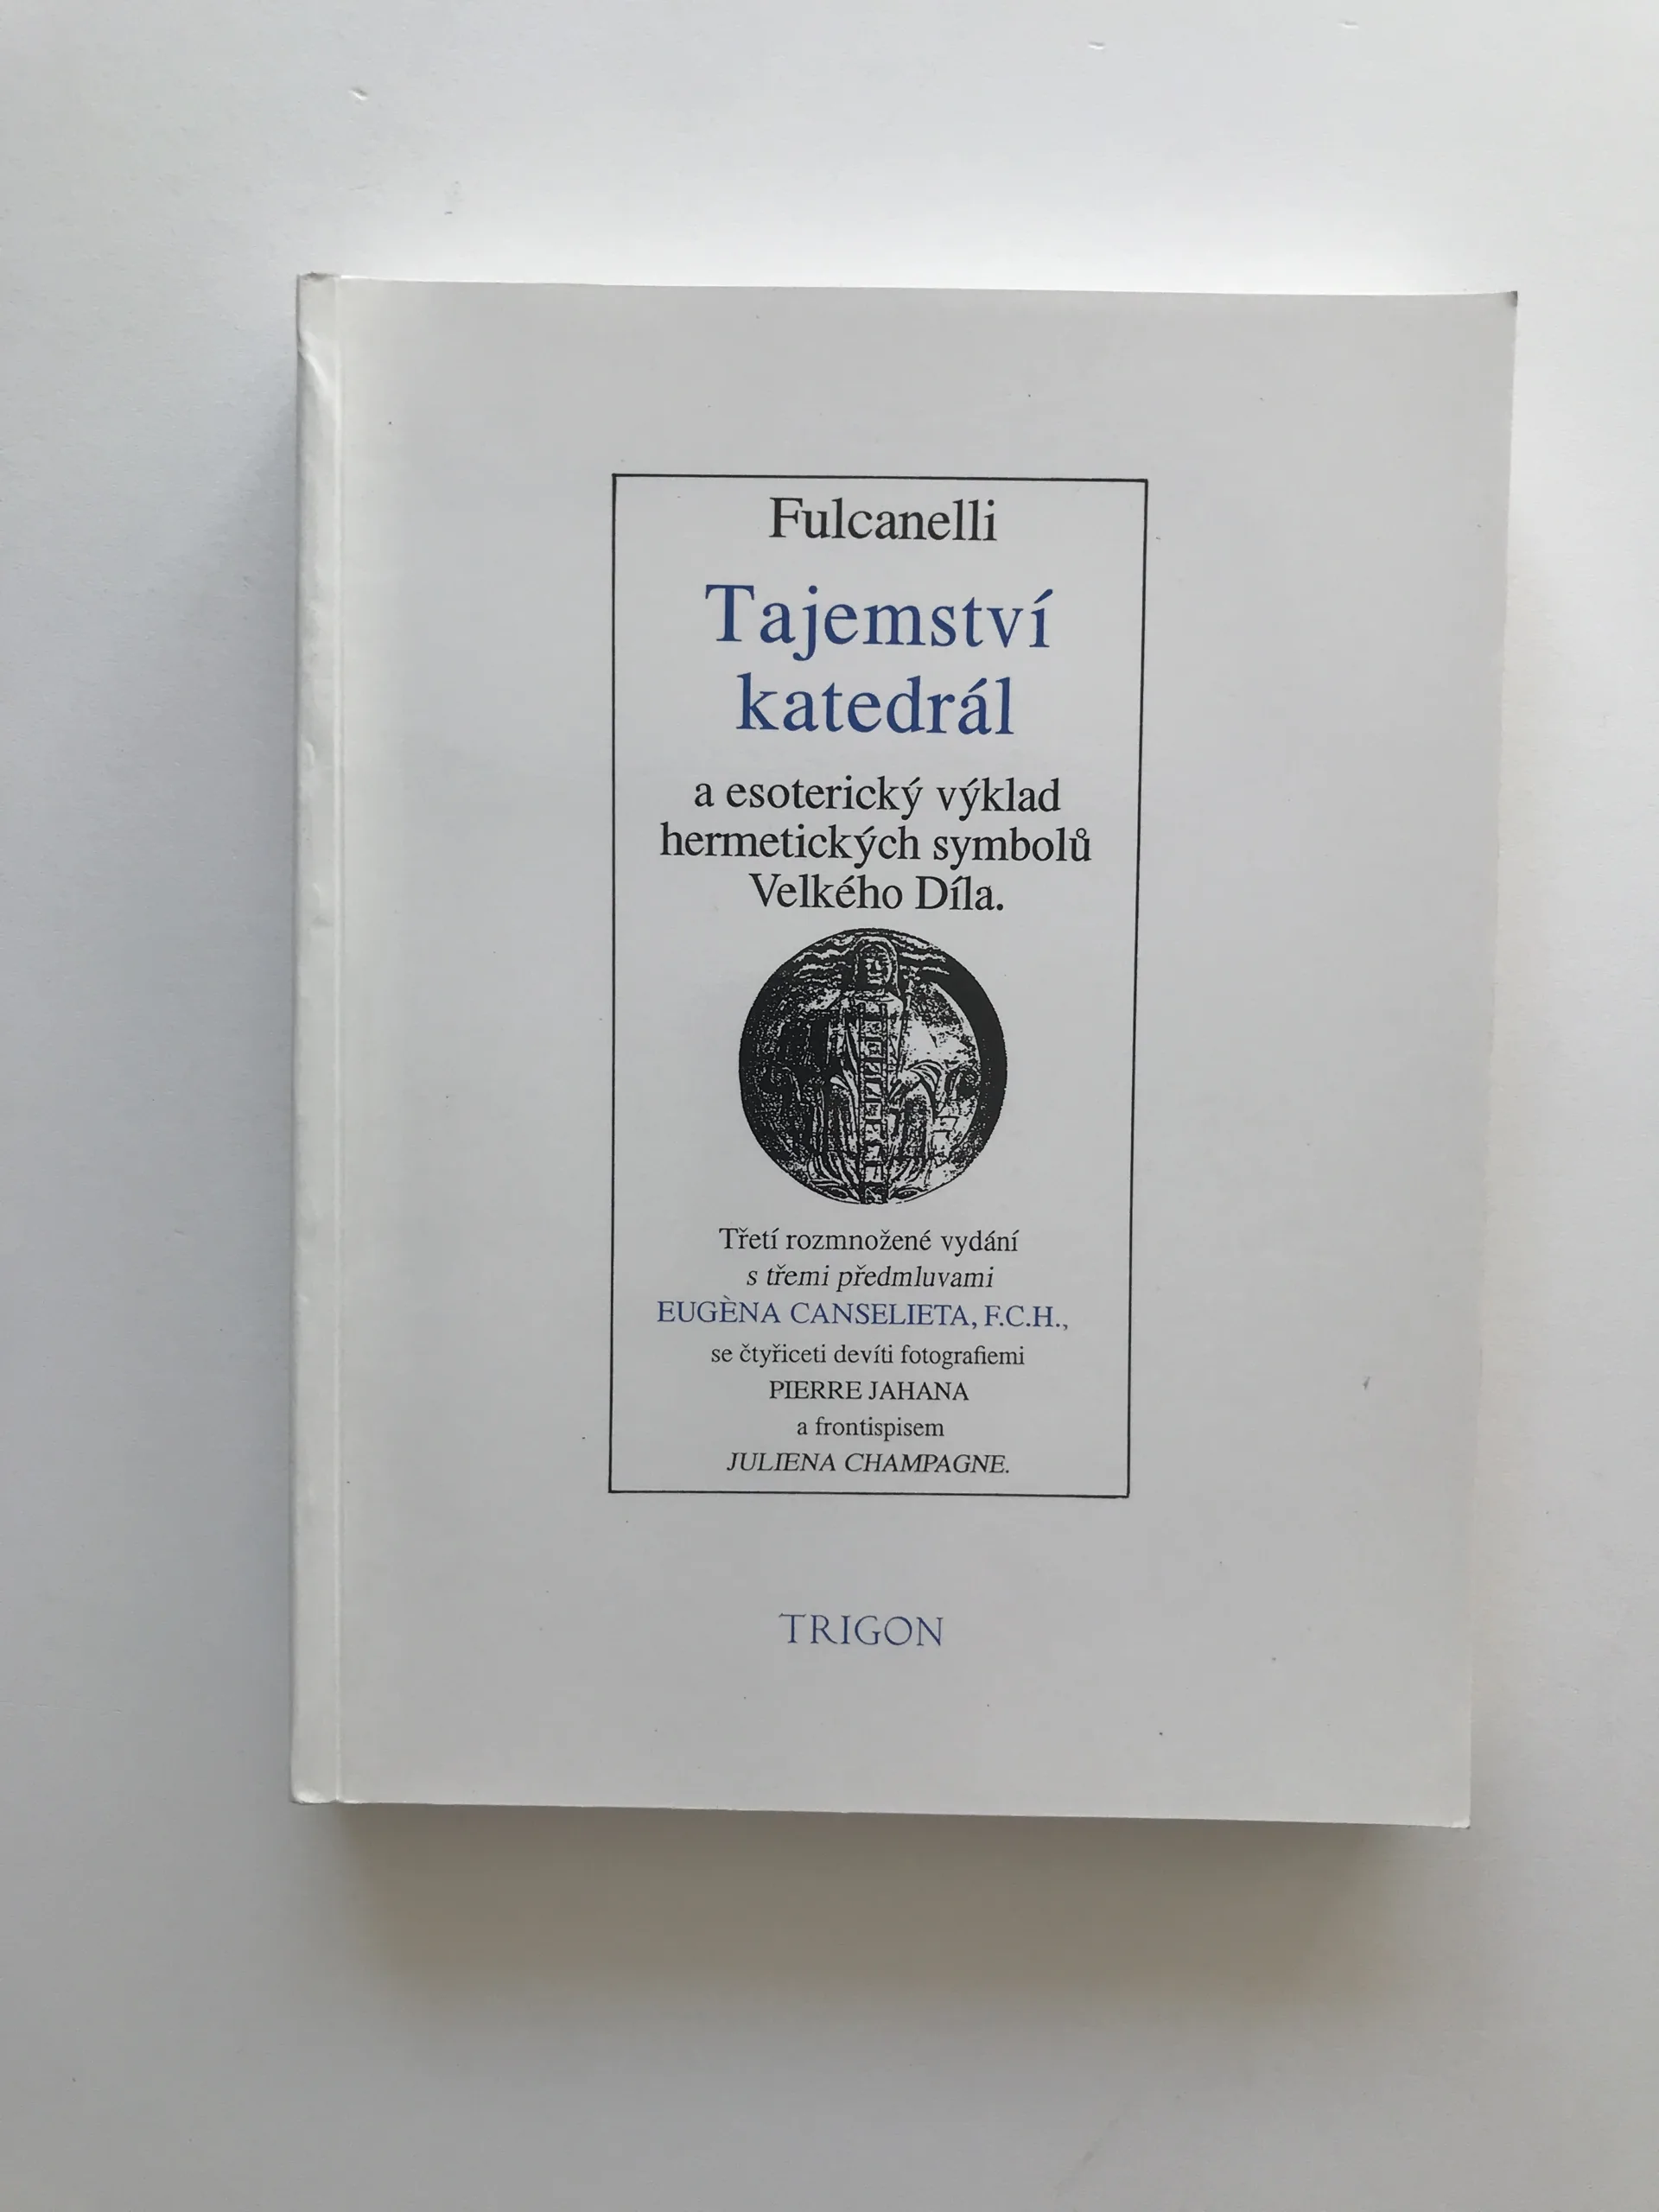 Fulcanelli
Tajemství
katedrál
a esoterický výklad
hermetických symbolů
Velkého Díla.
Třetí rozmnožené vydání
s třemi předmluvami
EUGÈNA CANSELIETA, F.C.H.,
se čtyřiceti devíti fotografiemi
PIERRE JAHANA
a frontispisem
JULIENA CHAMPAGNE.
TRIGON